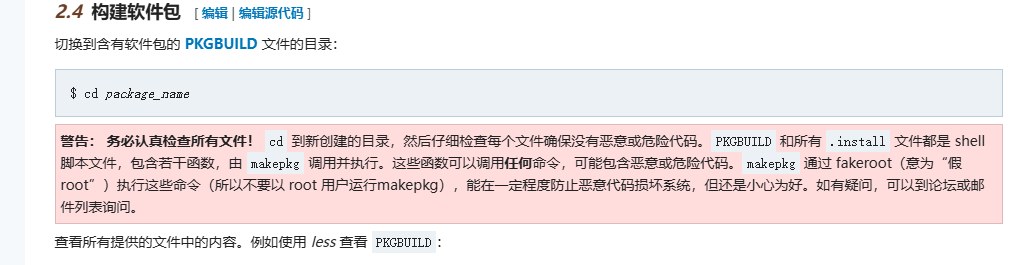 2.4 构建软件包 [ 编辑 | 编辑源代码 ]
切换到含有软件包的 PKGBUILD 文件的目录：
$ cd package_name
警告： 务必认真检查所有文件！ cd 到新创建的目录，然后仔细检查每个文件确保没有恶意或危险代码。 PKGBUILD 和所有 .install 文件都是 shell
脚本文件，包含若干函数，由 makepkg 调用并执行。这些函数可以调用任何命令，可能包含恶意或危险代码。 makepkg 通过 fakeroot（意为“假
root”）执行这些命令（所以不要以 root 用户运行makepkg），能在一定程度防止恶意代码损坏系统，但还是小心为好。如有疑问，可以到论坛或邮
件列表询问。
查看所有提供的文件中的内容。例如使用 less 查看 PKGBUILD：